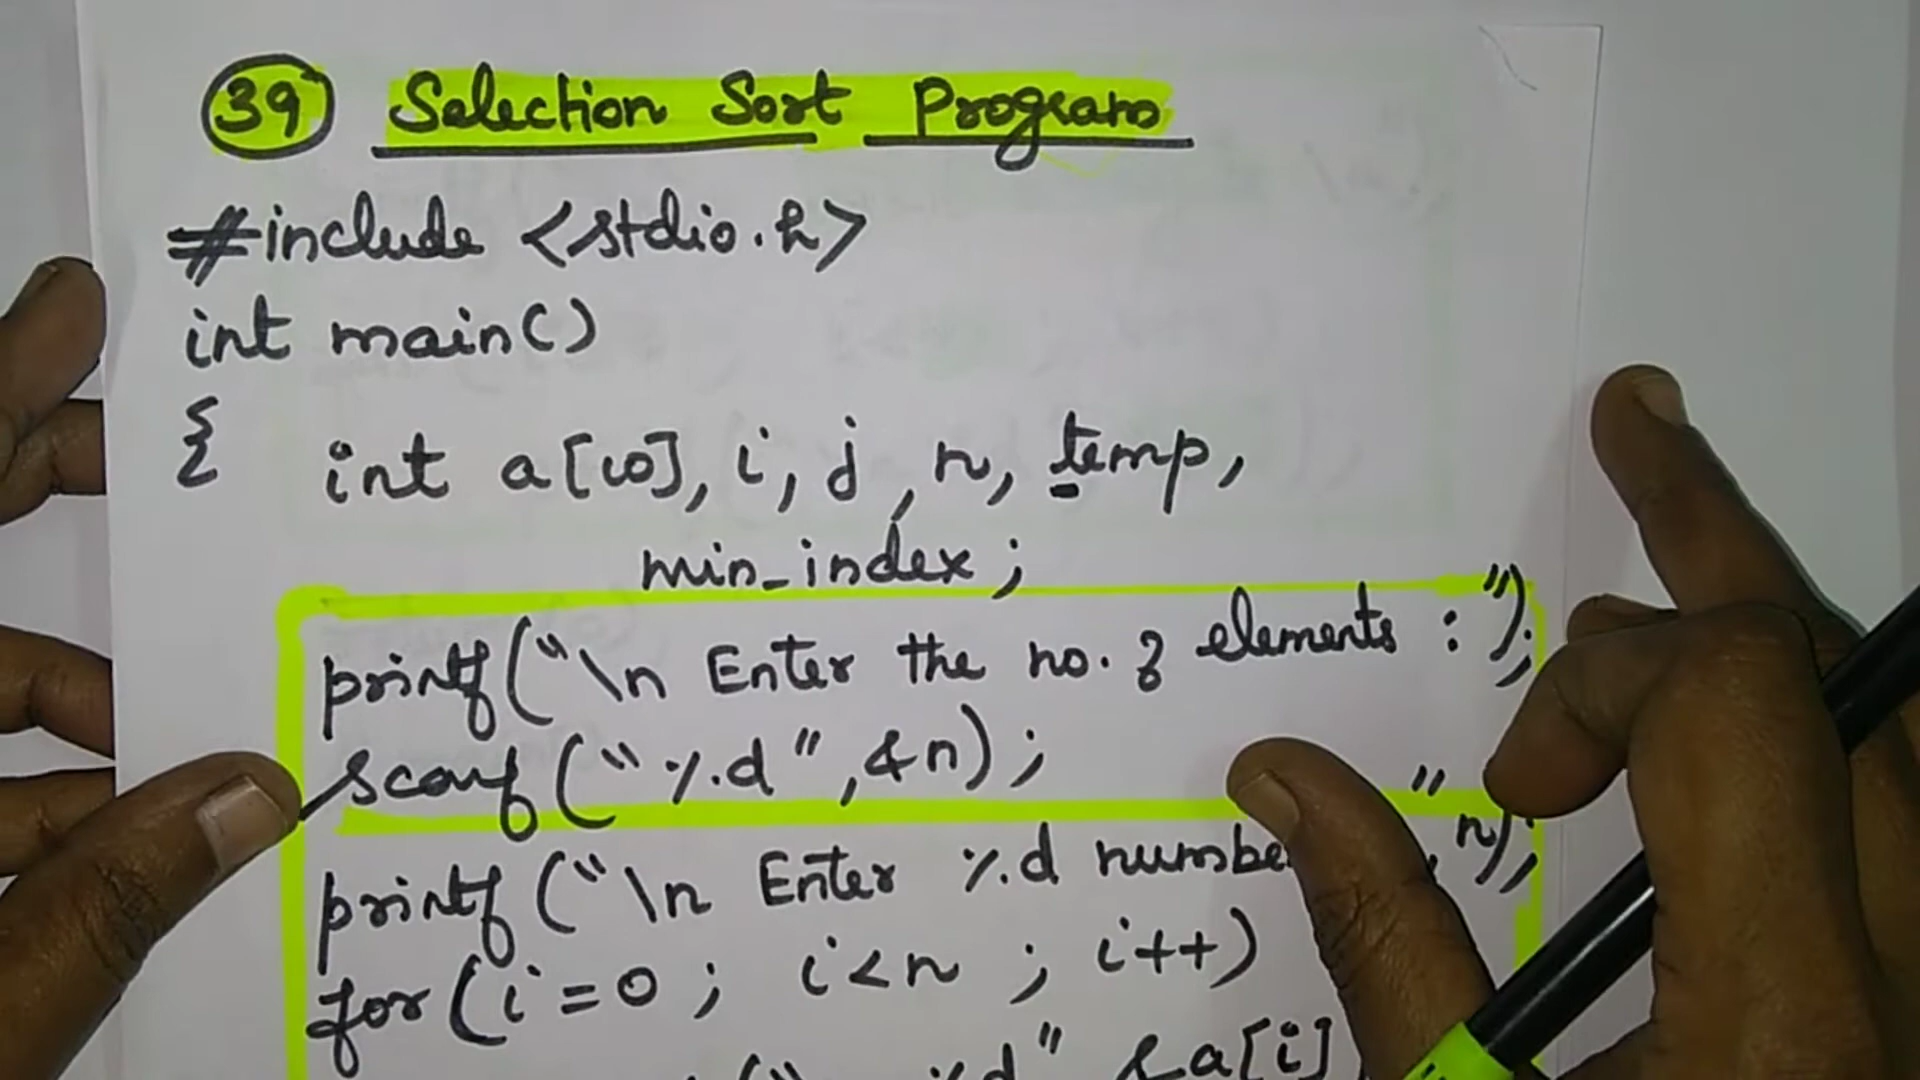 39 Selection Sort Program
#include <stdio.h>
int main()
{ int a[10], i, j, n, temp,
min_index;
printf("\n Enter the no. of elements : ");
scanf("%d", &n);
printf("\n Enter %d ", n);
for(i=0; i<n ; i++)
%d" &a[i]